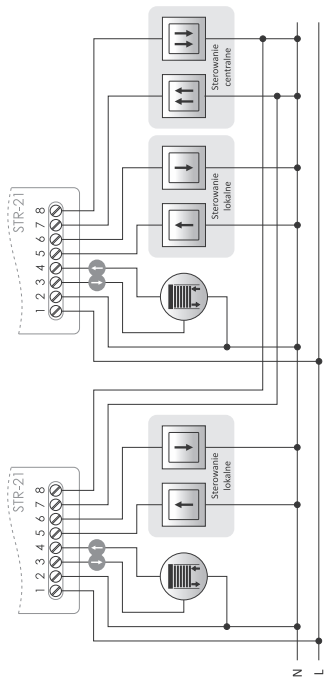 STR-21
1 2 3 4 5 6 7 8
Sterowanie
lokalne
STR-21
1 2 3 4 5 6 7 8
Sterowanie
lokalne
Sterowanie
centralne
N
L